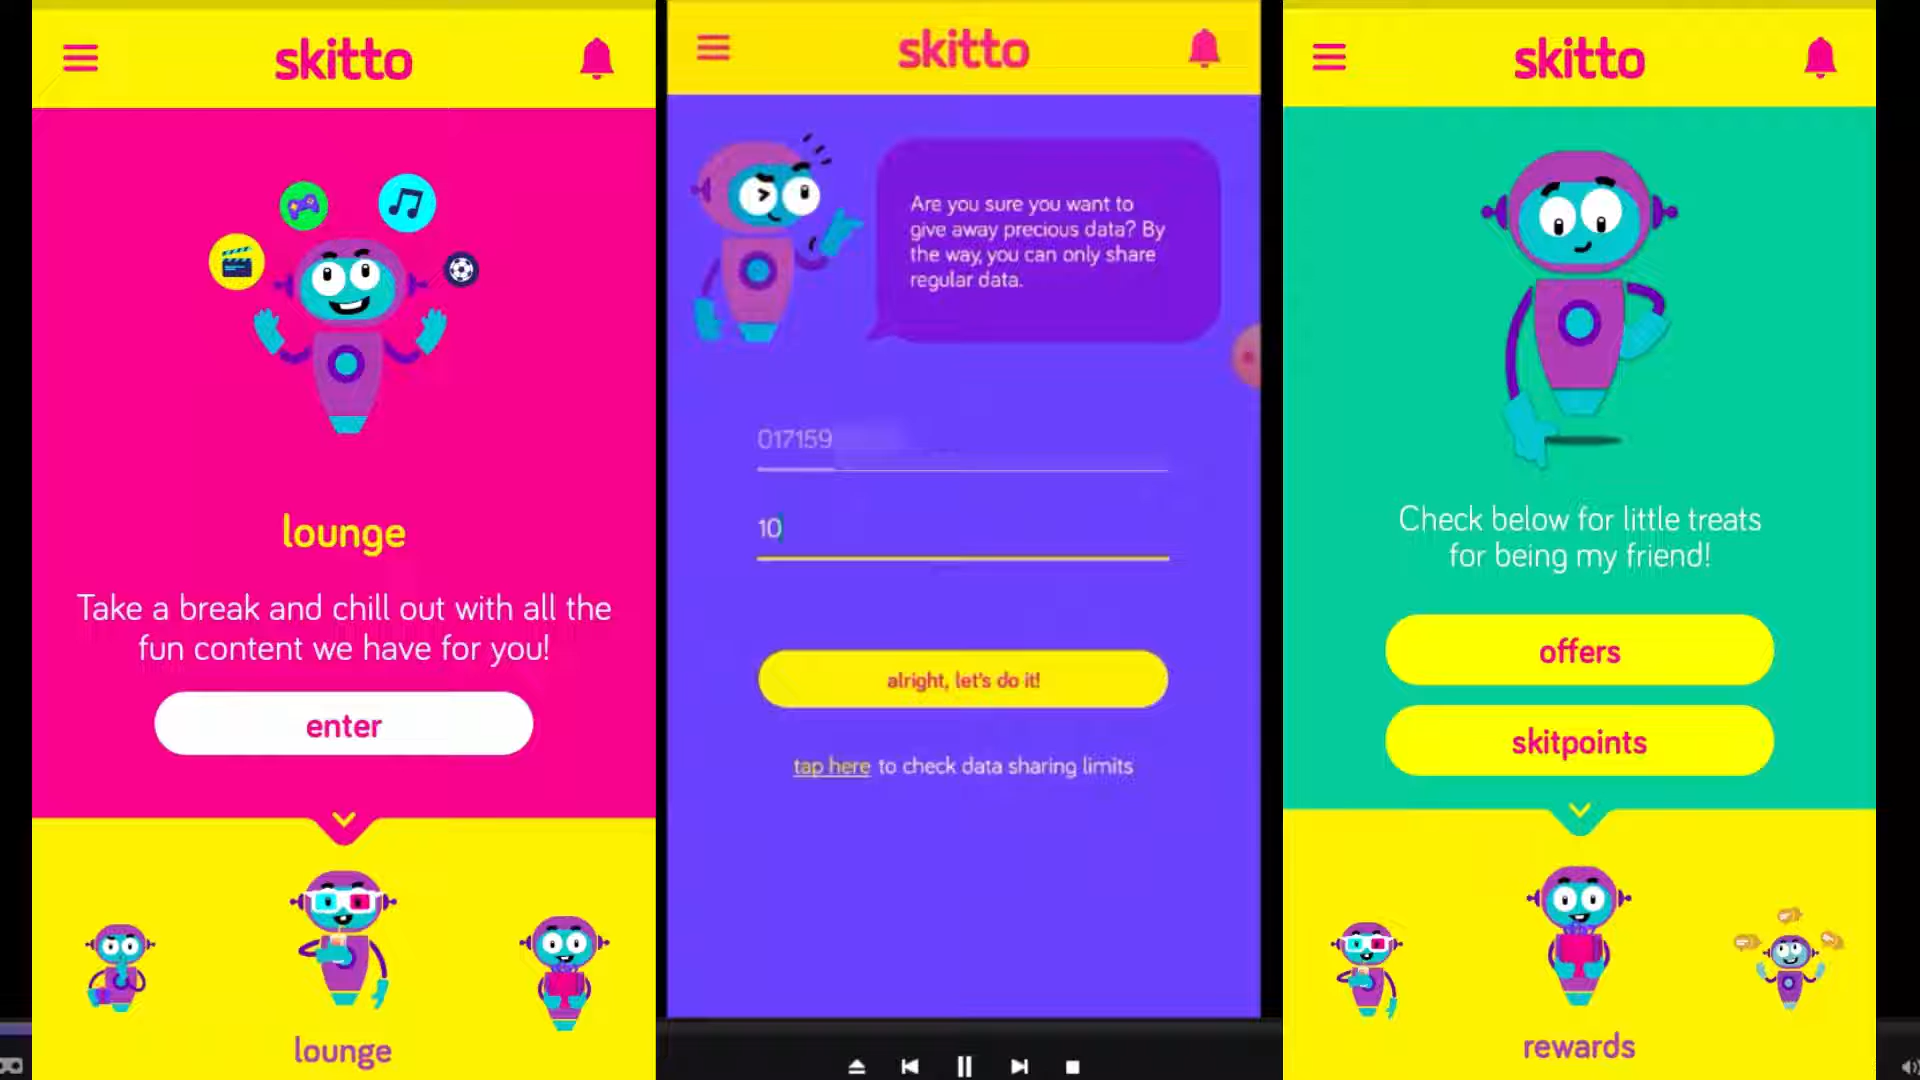 skitto
lounge
Take a break and chill out with all the
fun content we have for you!
enter
lounge
skitto
Are you sure you want to
give away precious data? By
the way, you can only share
regular data.
017159
10
alright, let's do it!
tap here to check data sharing limits
skitto
Check below for little treats
for being my friend!
offers
skitpoints
rewards